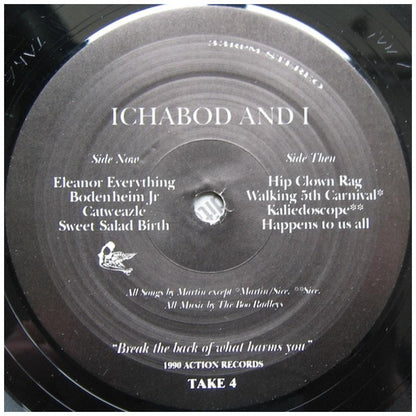 33RPM STEREO
ICHABOD AND I
Side Now
Eleanor Everything
Bodenheim Jr
Catweazle
Sweet Salad Birth
Side Then
Hip Clown Rag
Walking 5th Carnival*
Kaliedoscope**
Happens to us all
All Songs by Martin except *Martin/Sice, **Sice.
All Music by The Boo Radleys
"Break the back of what harms you"
1990 ACTION RECORDS
TAKE 4